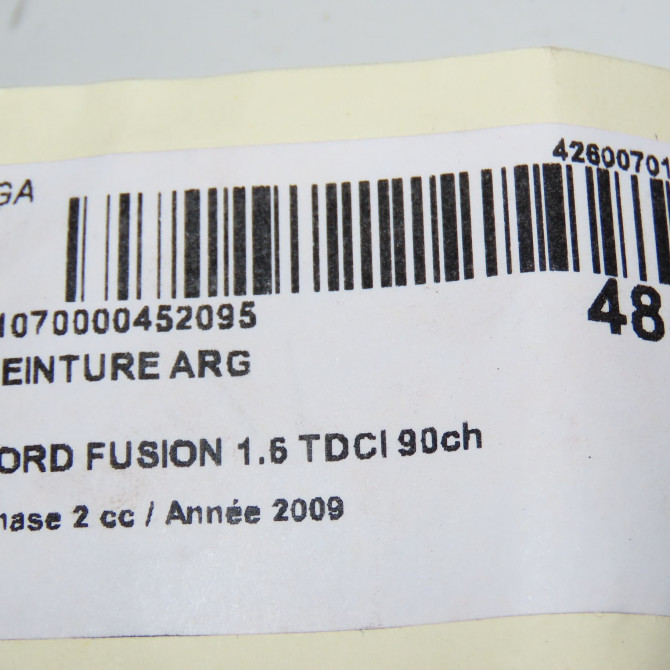 GA
42600701
1070000452095
48
EINTURE ARG
ORD FUSION 1.6 TDCI 90ch
hase 2 cc / Année 2009